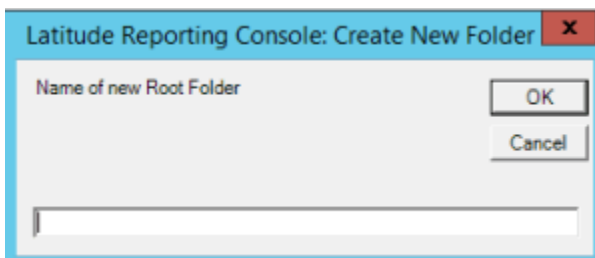 Latitude Reporting Console: Create New Folder
x
Name of new Root Folder
OK
Cancel